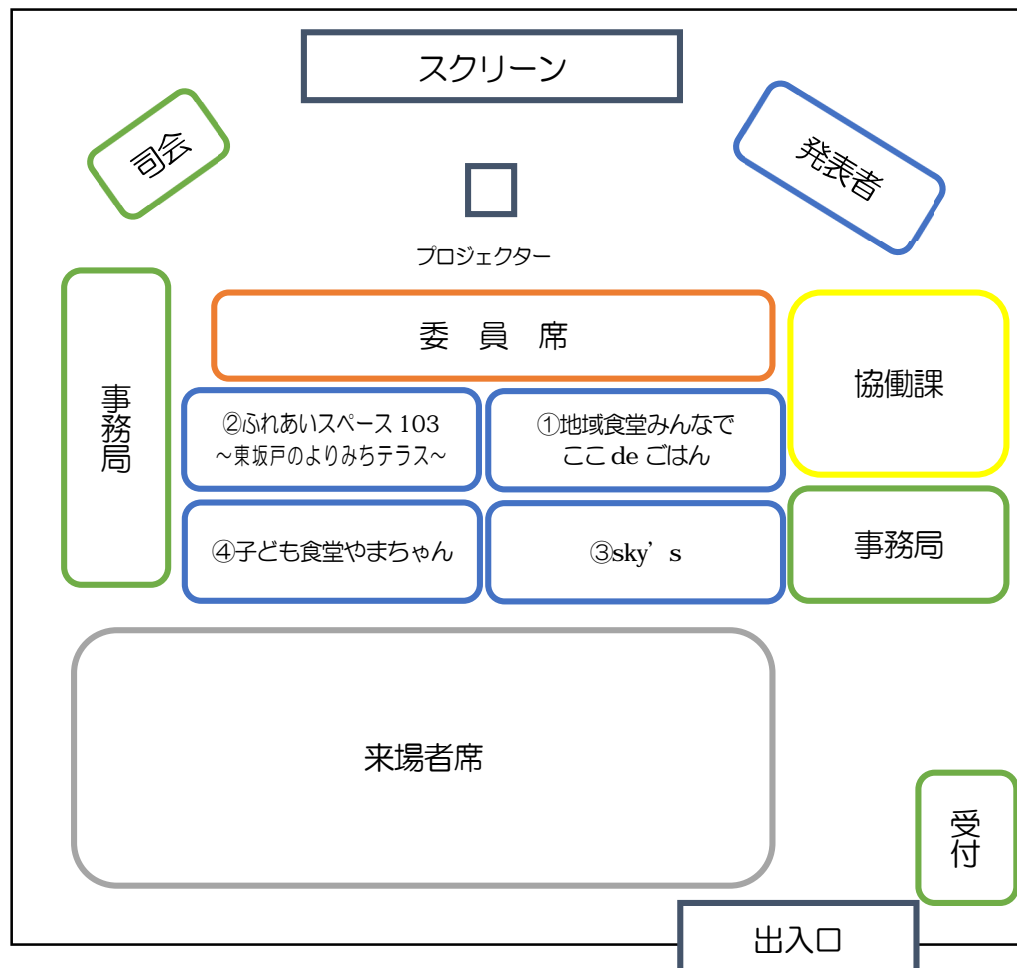 スクリーン
司会
発表者
プロジェクター
委 員 席
協働課
事務局
②ふれあいスペース 103
～東坂戸のよりみちテラス～
①地域食堂みんなで
ここ de ごはん
④子ども食堂やまちゃん
③sky’s
事務局
来場者席
受付
出入口